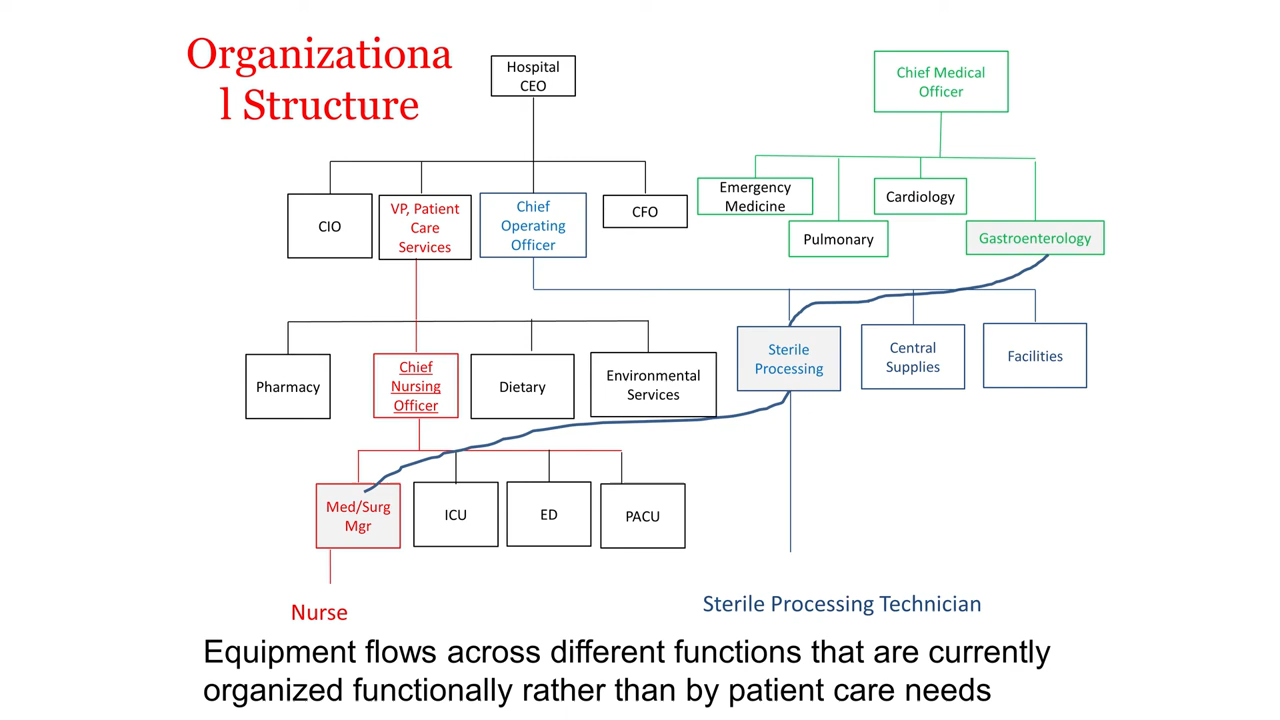 Organizationa
l Structure
Hospital
CEO
Chief Medical
Officer
CIO
VP, Patient
Care
Services
Chief
Operating
Officer
CFO
Emergency
Medicine
Pulmonary
Cardiology
Gastroenterology
Pharmacy
Chief
Nursing
Officer
Dietary
Environmental
Services
Sterile
Processing
Central
Supplies
Facilities
Med/Surg
Mgr
ICU
ED
PACU
Nurse
Sterile Processing Technician
Equipment flows across different functions that are currently
organized functionally rather than by patient care needs